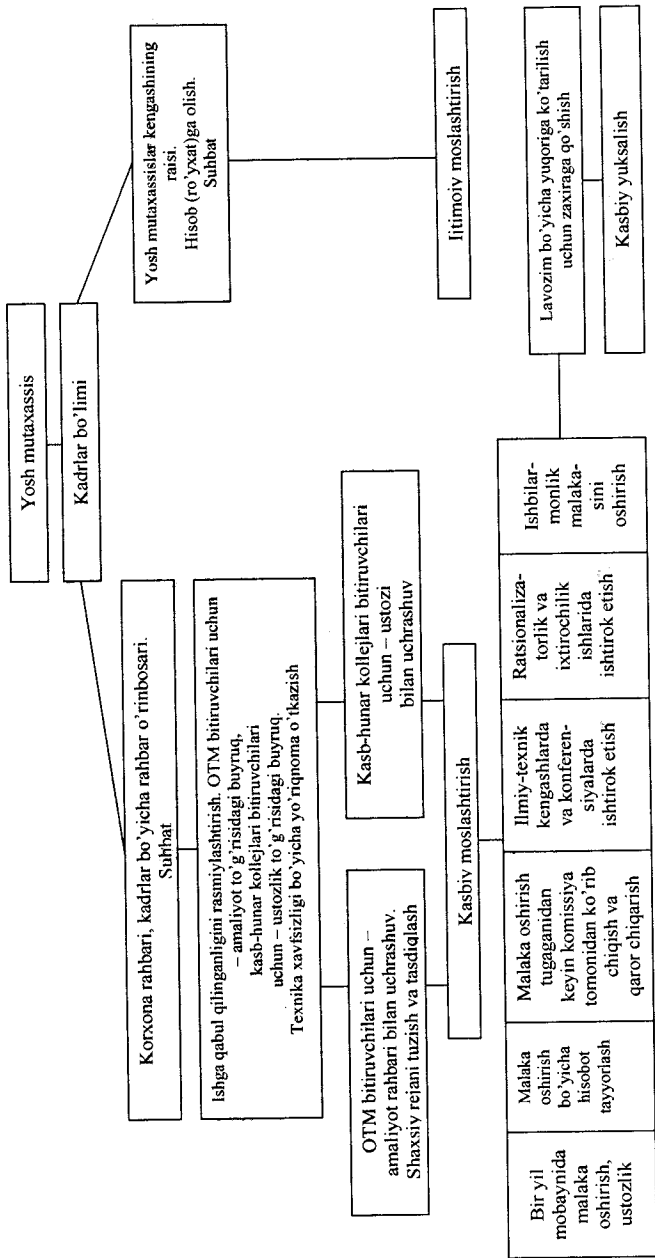 Yosh mutaxassis
Kadrlar bo’limi
Korxona rahbari, kadrlar bo’yicha rahbar o’rinbosari.
Suhbat
Yosh mutaxassislar kengashining
raisi.
Hisob (ro’yxat)ga olish.
Suhbat
Ishga qabul qilinganligini rasmiylashtirish. OTM bitiruvchilari uchun
– amaliyot to’g’risidagi buyruq,
kasb-hunar kollejlari bitiruvchilari
uchun – ustozlik to’g’risidagi buyruq.
Texnika xavfsizligi bo’yicha yo’riqnoma o’tkazish
OTM bitiruvchilari uchun –
amaliyot rahbari bilan uchrashuv.
Shaxsiy rejani tuzish va tasdiqlash
Kasb-hunar kollejlari bitiruvchilari
uchun – ustozi
bilan uchrashuv
Kasbiv moslashtirish
Ijtimoiv moslashtirish
Bir yil
mobaynida
malaka
oshirish,
ustozlik
Malaka
oshirish
bo’yicha
hisobot
tayyorlash
Malaka oshirish
tugaganidan
keyin komissiya
tomonidan ko’rib
chiqish va
qaror chiqarish
Ilmiy-texnik
kengashlarda
va konferen-
siyalarda
ishtirok etish
Ratsionaliza-
torlik va
ixtirochilik
ishlarida
ishtirok etish
Ishbilar-
monlik
malaka-
sini
oshirish
Lavozim bo’yicha yuqoriga ko’tarilish
uchun zaxiraga qo’shish
Kasbiy yuksalish